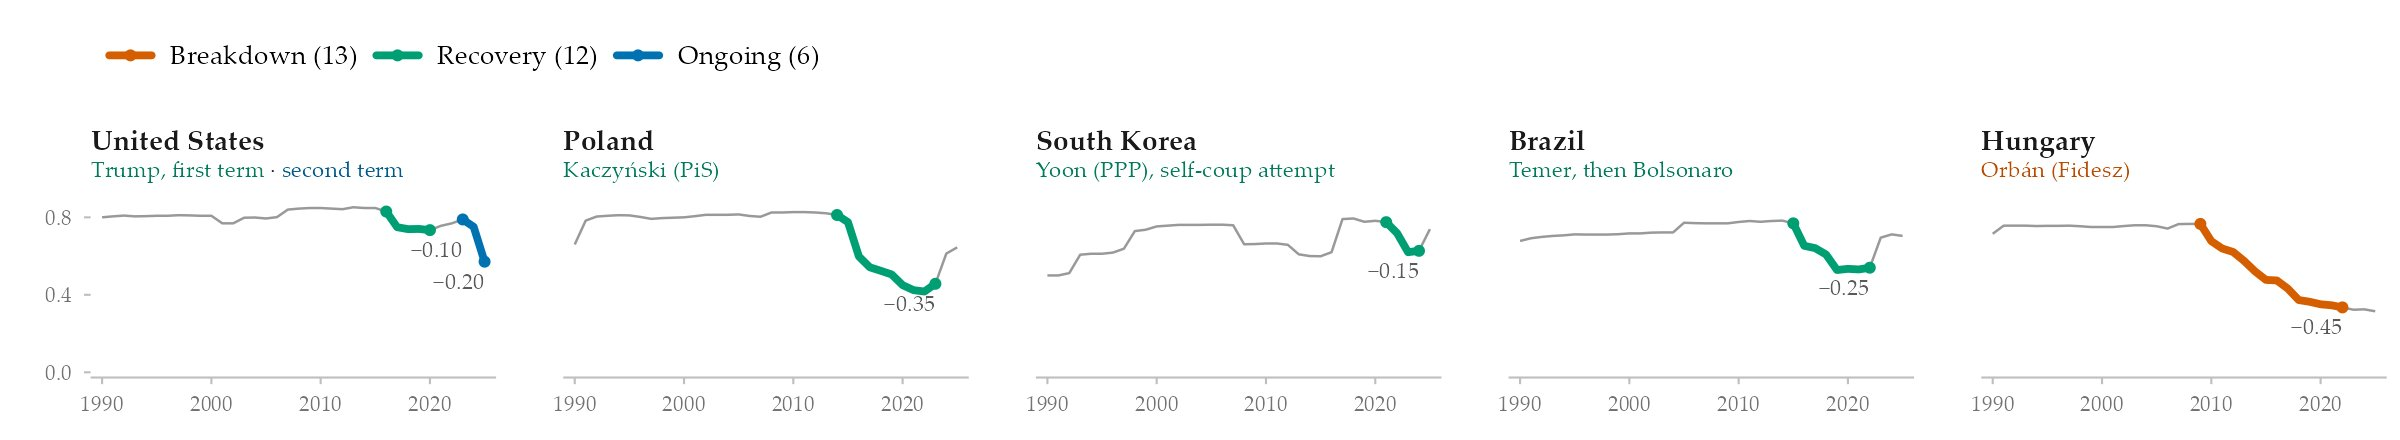 Breakdown (13) Recovery (12) Ongoing (6)
United States
Trump, first term · second term
0.8
0.4
0.0
−0.10
−0.20
1990 2000 2010 2020
Poland
Kaczyński (PiS)
−0.35
1990 2000 2010 2020
South Korea
Yoon (PPP), self-coup attempt
−0.15
1990 2000 2010 2020
Brazil
Temer, then Bolsonaro
−0.25
1990 2000 2010 2020
Hungary
Orbán (Fidesz)
−0.45
1990 2000 2010 2020